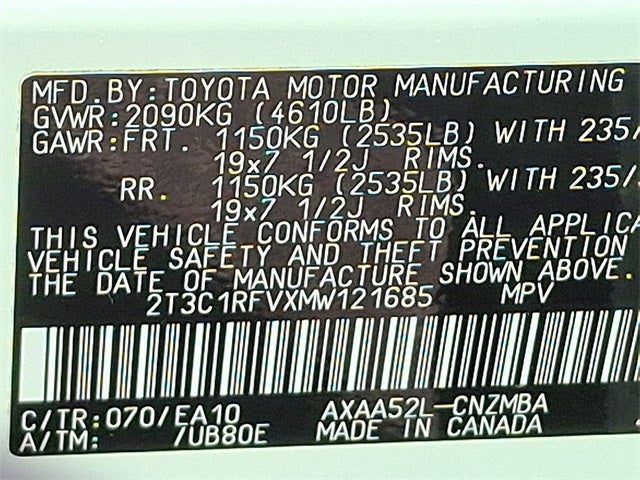 MFD.BY:TOYOTA MOTOR MANUFACTURING
GVWR:2090KG (4610LB)
GAWR:FRT. 1150KG (2535LB) WITH 235/
19x7 1/2J RIMS.
RR. 1150KG (2535LB) WITH 235/
19x7 1/2J RIMS.
THIS VEHICLE CONFORMS TO ALL APPLICA
VEHICLE SAFETY AND THEFT PREVENTION
THE DATE OF MANUFACTURE SHOWN ABOVE.
2T3C1RFVXMW121685 MPV
C/TR:070/EA10 AXAA52L-CNZMBA
A/TM: /UB80E MADE IN CANADA